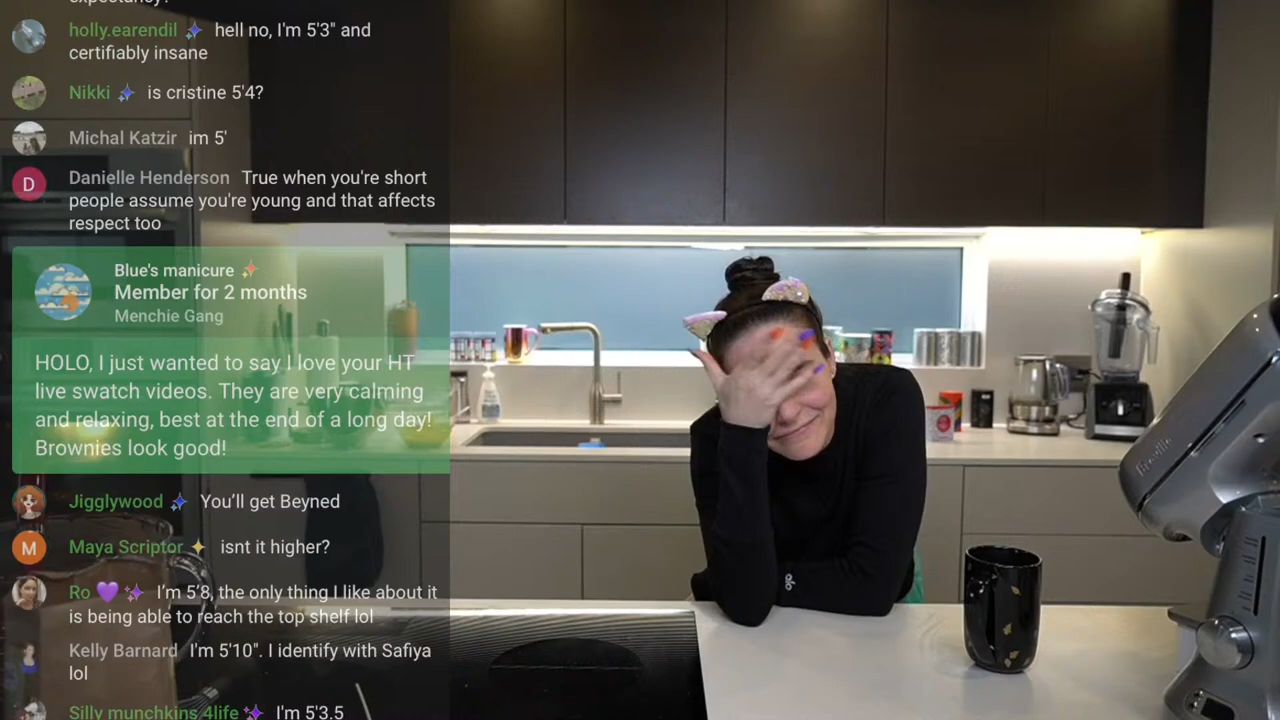 expectancy?
holly.earendil hell no, I'm 5'3" and
certifiably insane
Nikki is cristine 5'4?
Michal Katzir im 5'
D
Danielle Henderson True when you're short
people assume you're young and that affects
respect too
Blue's manicure
Member for 2 months
Menchie Gang
HOLO, I just wanted to say I love your HT
live swatch videos. They are very calming
and relaxing, best at the end of a long day!
Brownies look good!
Jigglywood You’ll get Beyned
M
Maya Scriptor isnt it higher?
Ro 💜 I’m 5’8, the only thing I like about it
is being able to reach the top shelf lol
Kelly Barnard I'm 5'10". I identify with Safiya
lol
Silly munchkins 4life I'm 5'3.5
alo
Breville